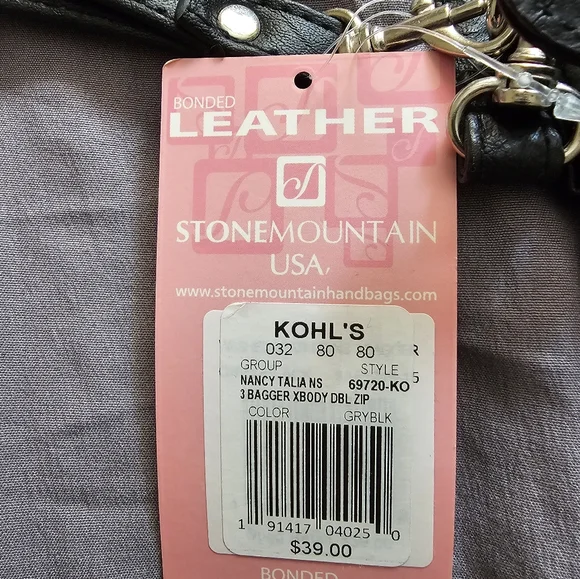 BONDED
LEATHER
STONEMOUNTAIN
USA,
www.stonemountainhandbags.com
KOHL'S
032 80 80 R
GROUP STYLE
NANCY TALIA NS 69720-KO 5
3 BAGGER XBODY DBL ZIP
COLOR GRYBLK
1 91417 04025 0
$39.00
BONDED